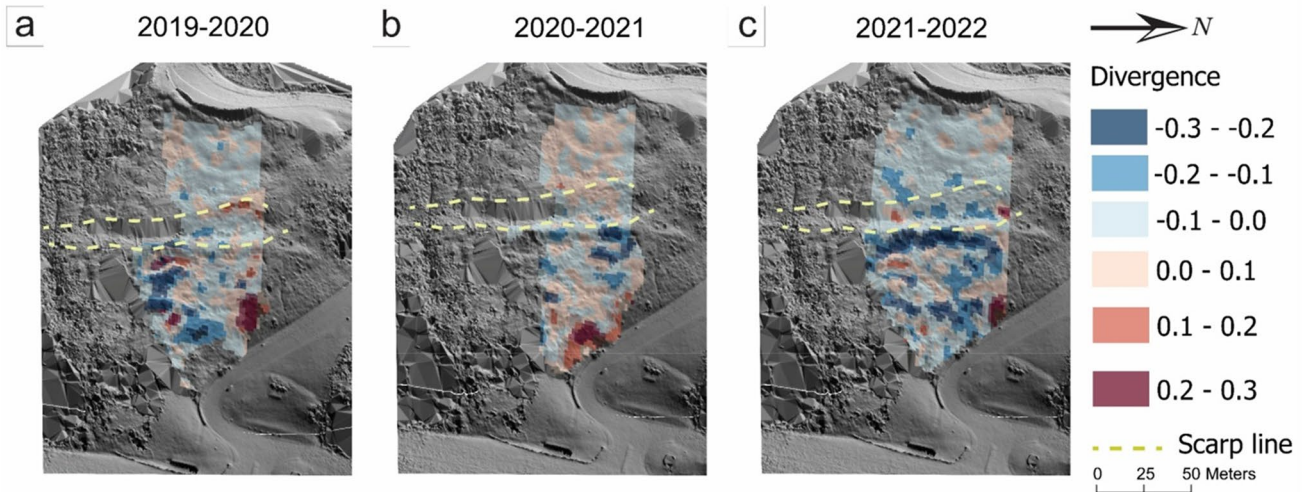 a 2019-2020
b 2020-2021
c 2021-2022
N
Divergence
-0.3 - -0.2
-0.2 - -0.1
-0.1 - 0.0
0.0 - 0.1
0.1 - 0.2
0.2 - 0.3
Scarp line
0 25 50 Meters